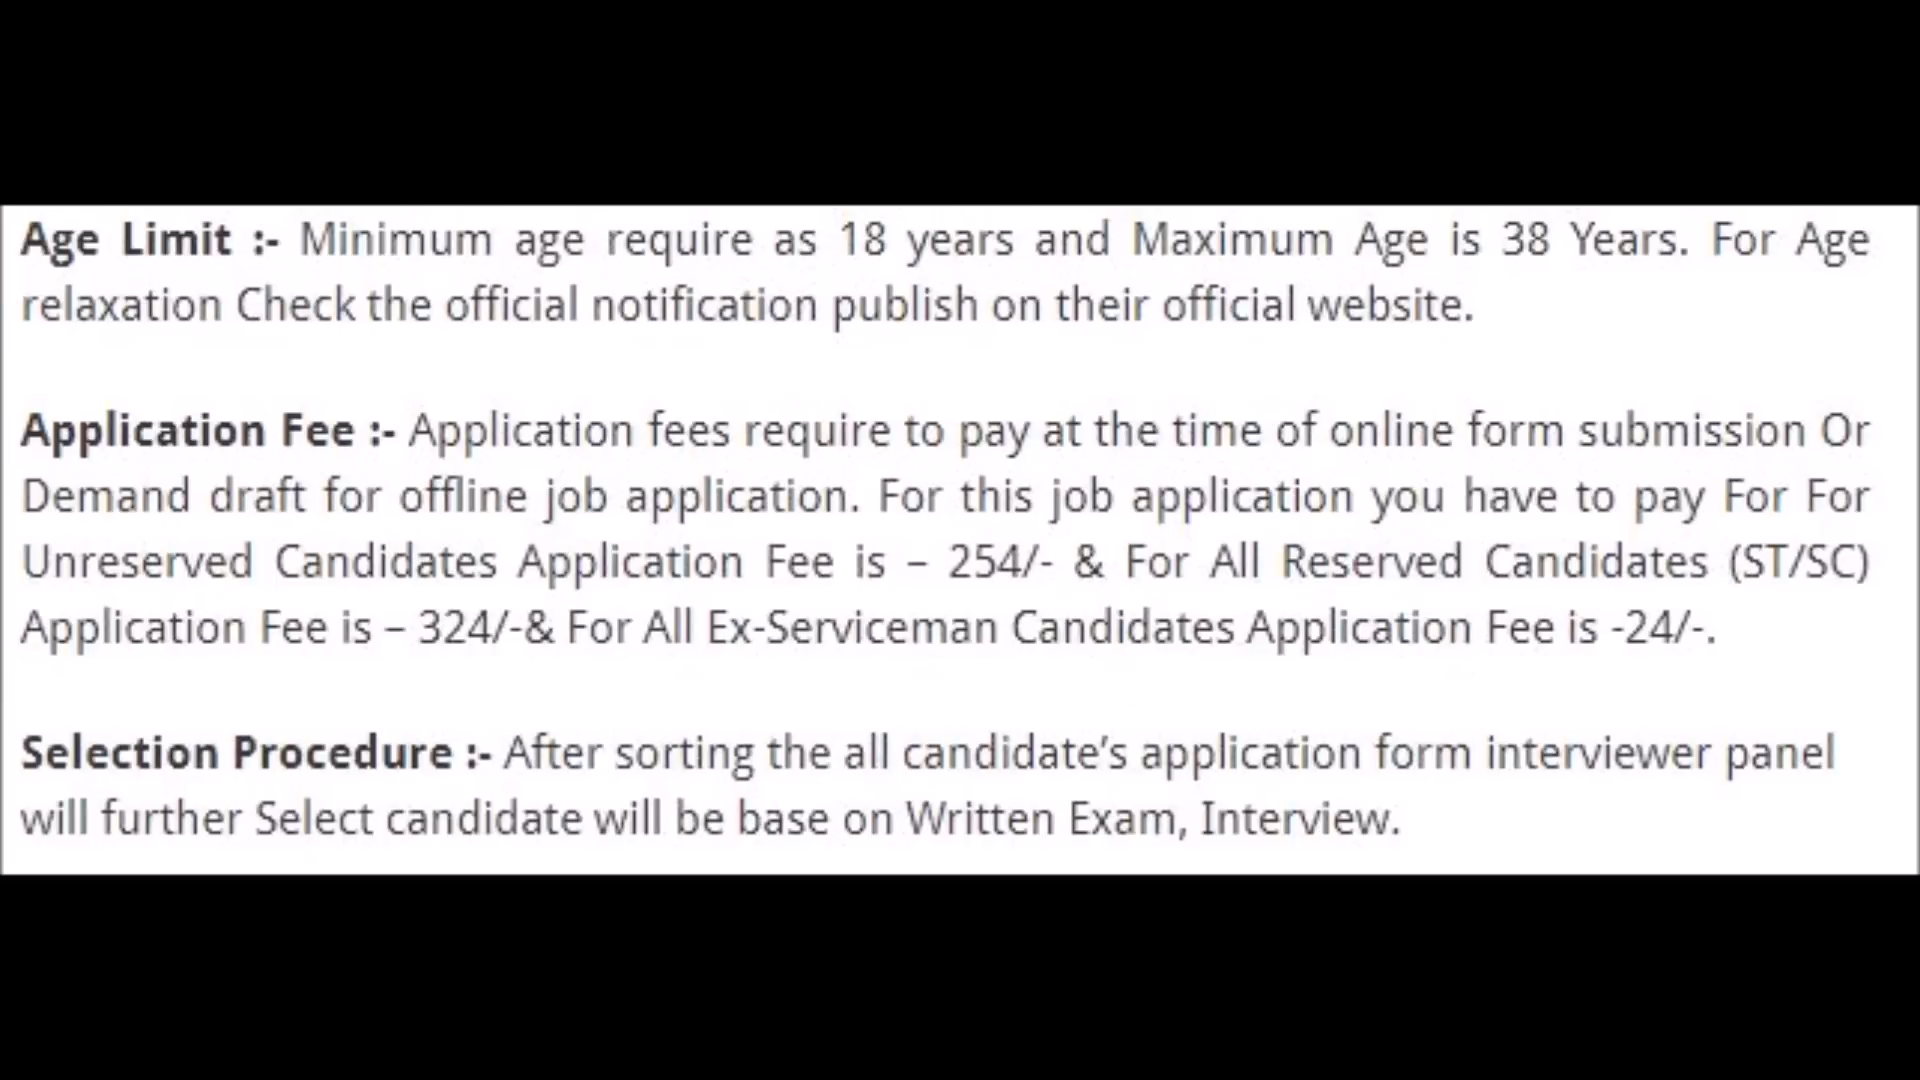 Age Limit :- Minimum age require as 18 years and Maximum Age is 38 Years. For Age
relaxation Check the official notification publish on their official website.
Application Fee :- Application fees require to pay at the time of online form submission Or
Demand draft for offline job application. For this job application you have to pay For For
Unreserved Candidates Application Fee is – 254/- & For All Reserved Candidates (ST/SC)
Application Fee is – 324/-& For All Ex-Serviceman Candidates Application Fee is -24/-.
Selection Procedure :- After sorting the all candidate’s application form interviewer panel
will further Select candidate will be base on Written Exam, Interview.